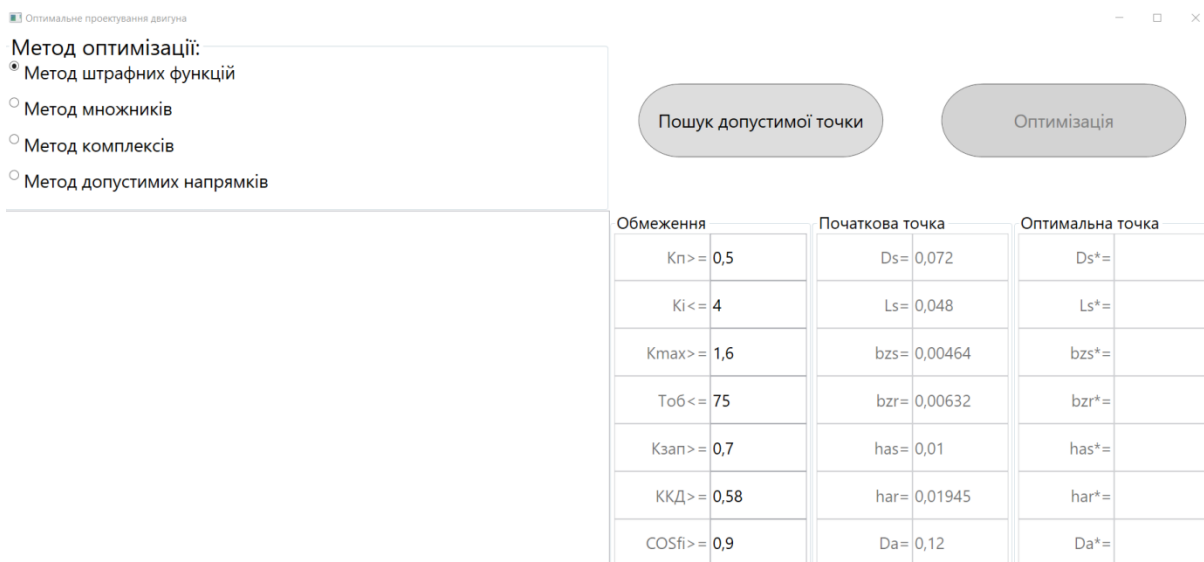 Оптимальне проектування двигуна
Метод оптимізації:
Метод штрафних функцій
Метод множників
Метод комплексів
Метод допустимих напрямків
Пошук допустимої точки
Оптимізація
Обмеження
Кп>= 0,5
Кі<= 4
Kmax>= 1,6
Тоб<= 75
Кзап>= 0,7
ККД>= 0,58
COSfi>= 0,9
Початкова точка
Ds= 0,072
Ls= 0,048
bzs= 0,00464
bzr= 0,00632
has= 0,01
har= 0,01945
Da= 0,12
Оптимальна точка
Ds*=
Ls*=
bzs*=
bzr*=
has*=
har*=
Da*=